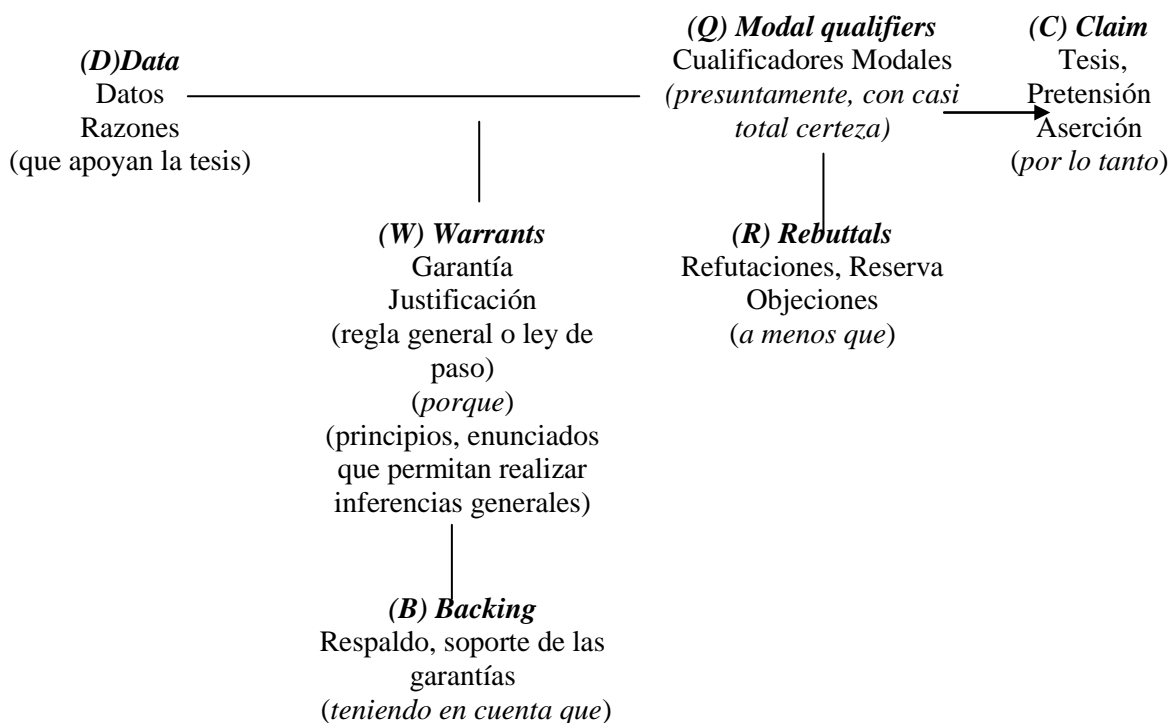 (D)Data
Datos
Razones
(que apoyan la tesis)
(Q) Modal qualifiers
Cualificadores Modales
(presuntamente, con casi
total certeza)
(C) Claim
Tesis,
Pretensión
Aserción
(por lo tanto)
(W) Warrants
Garantía
Justificación
(regla general o ley de
paso)
(porque)
(principios, enunciados
que permitan realizar
inferencias generales)
(R) Rebuttals
Refutaciones, Reserva
Objeciones
(a menos que)
(B) Backing
Respaldo, soporte de las
garantías
(teniendo en cuenta que)